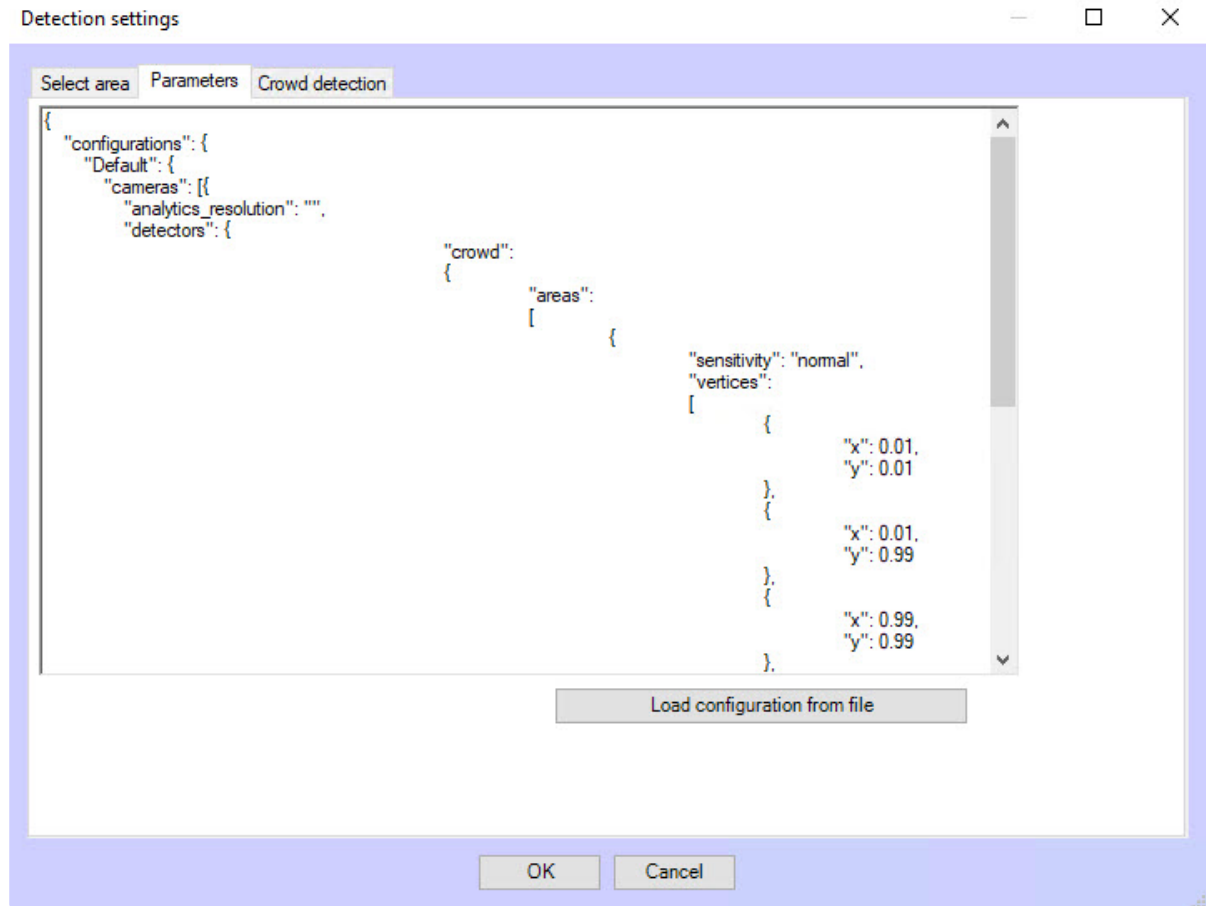 Detection settings
Select area Parameters Crowd detection
{
"configurations": {
"Default": {
"cameras": [{
"analytics_resolution": "",
"detectors": {
"crowd":
{
"areas":
[
{
"sensitivity": "normal",
"vertices":
[
{
"x": 0.01,
"y": 0.01
},
{
"x": 0.01,
"y": 0.99
},
{
"x": 0.99,
"y": 0.99
},
Load configuration from file
OK Cancel